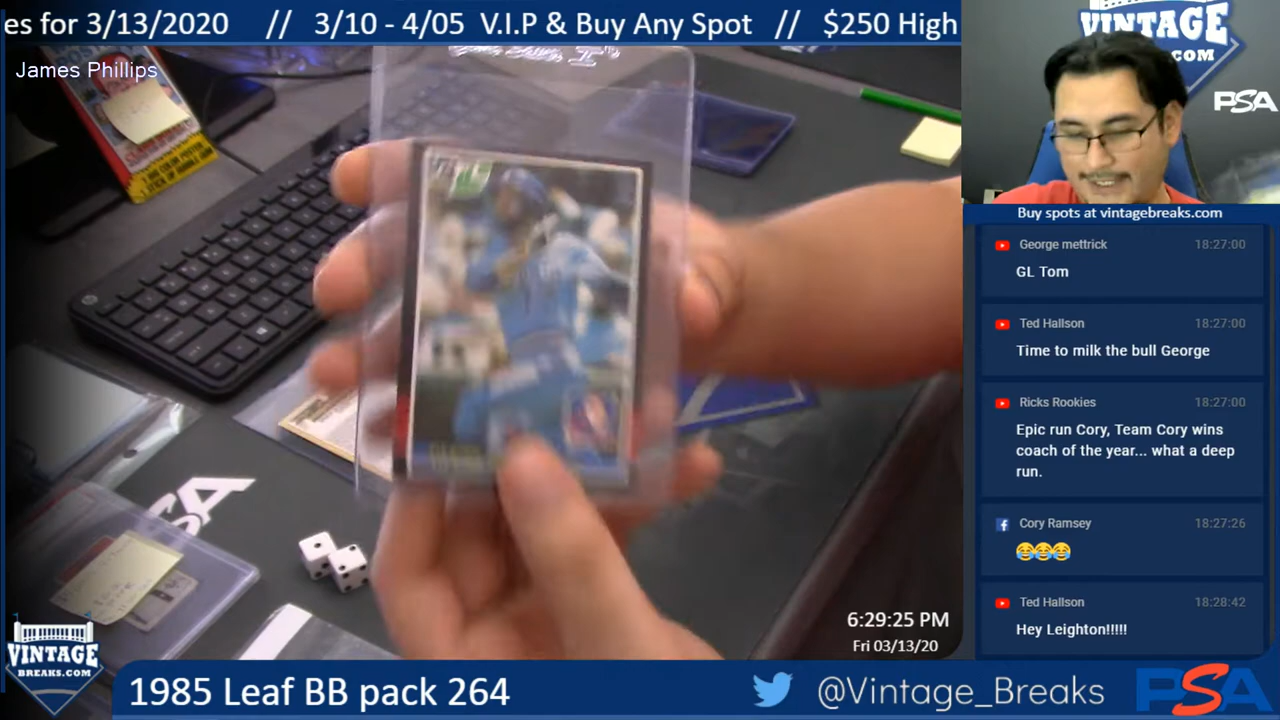 es for 3/13/2020 // 3/10 - 4/05 V.I.P & Buy Any Spot // $250 High
James Phillips
VINTAGE
.COM
PSA
Buy spots at vintagebreaks.com
George mettrick 18:27:00
GL Tom
Ted Hallson 18:27:00
Time to milk the bull George
Ricks Rookies 18:27:00
Epic run Cory, Team Cory wins
coach of the year... what a deep
run.
Cory Ramsey 18:27:26
😂😂😂
Ted Hallson 18:28:42
Hey Leighton!!!!!
PSA
6:29:25 PM
Fri 03/13/20
VINTAGE
BREAKS.COM
1985 Leaf BB pack 264
@Vintage_Breaks
PSA